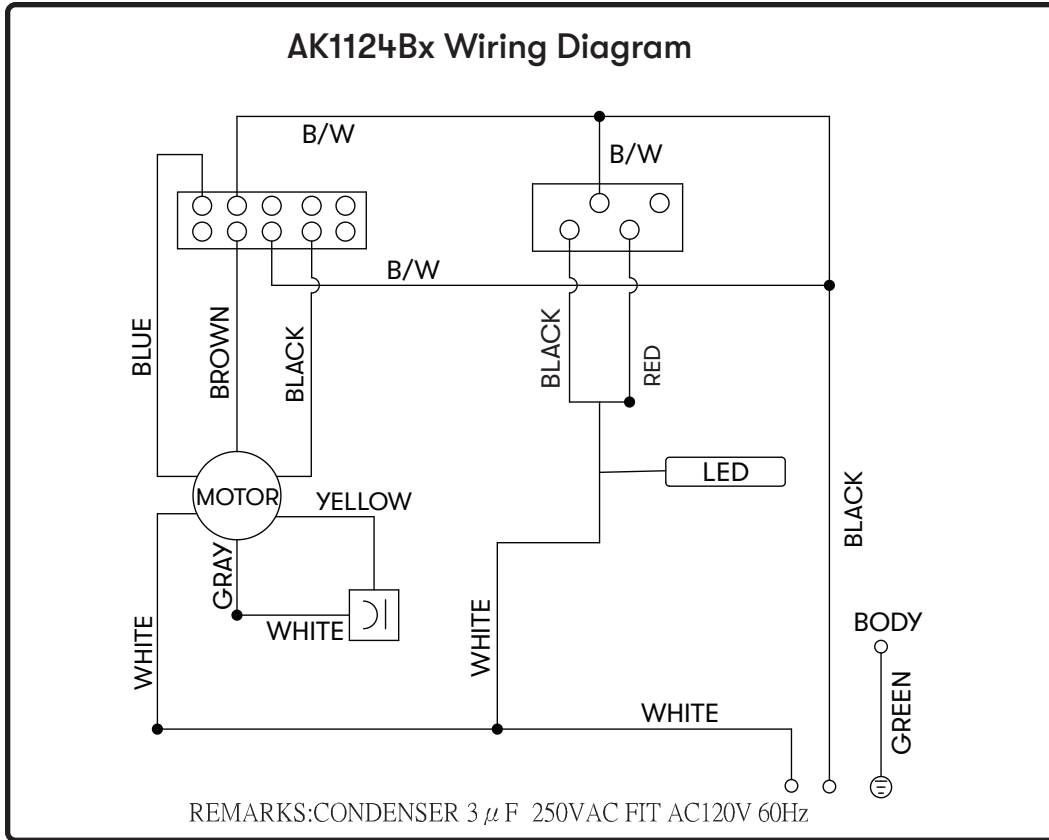 AK1124Bx Wiring Diagram
B/W
B/W
B/W
BLUE
BROWN
BLACK
BLACK
RED
LED
MOTOR
YELLOW
BLACK
GRAY
WHITE
WHITE
WHITE
BODY
WHITE
GREEN
REMARKS:CONDENSER 3 μF 250VAC FIT AC120V 60Hz